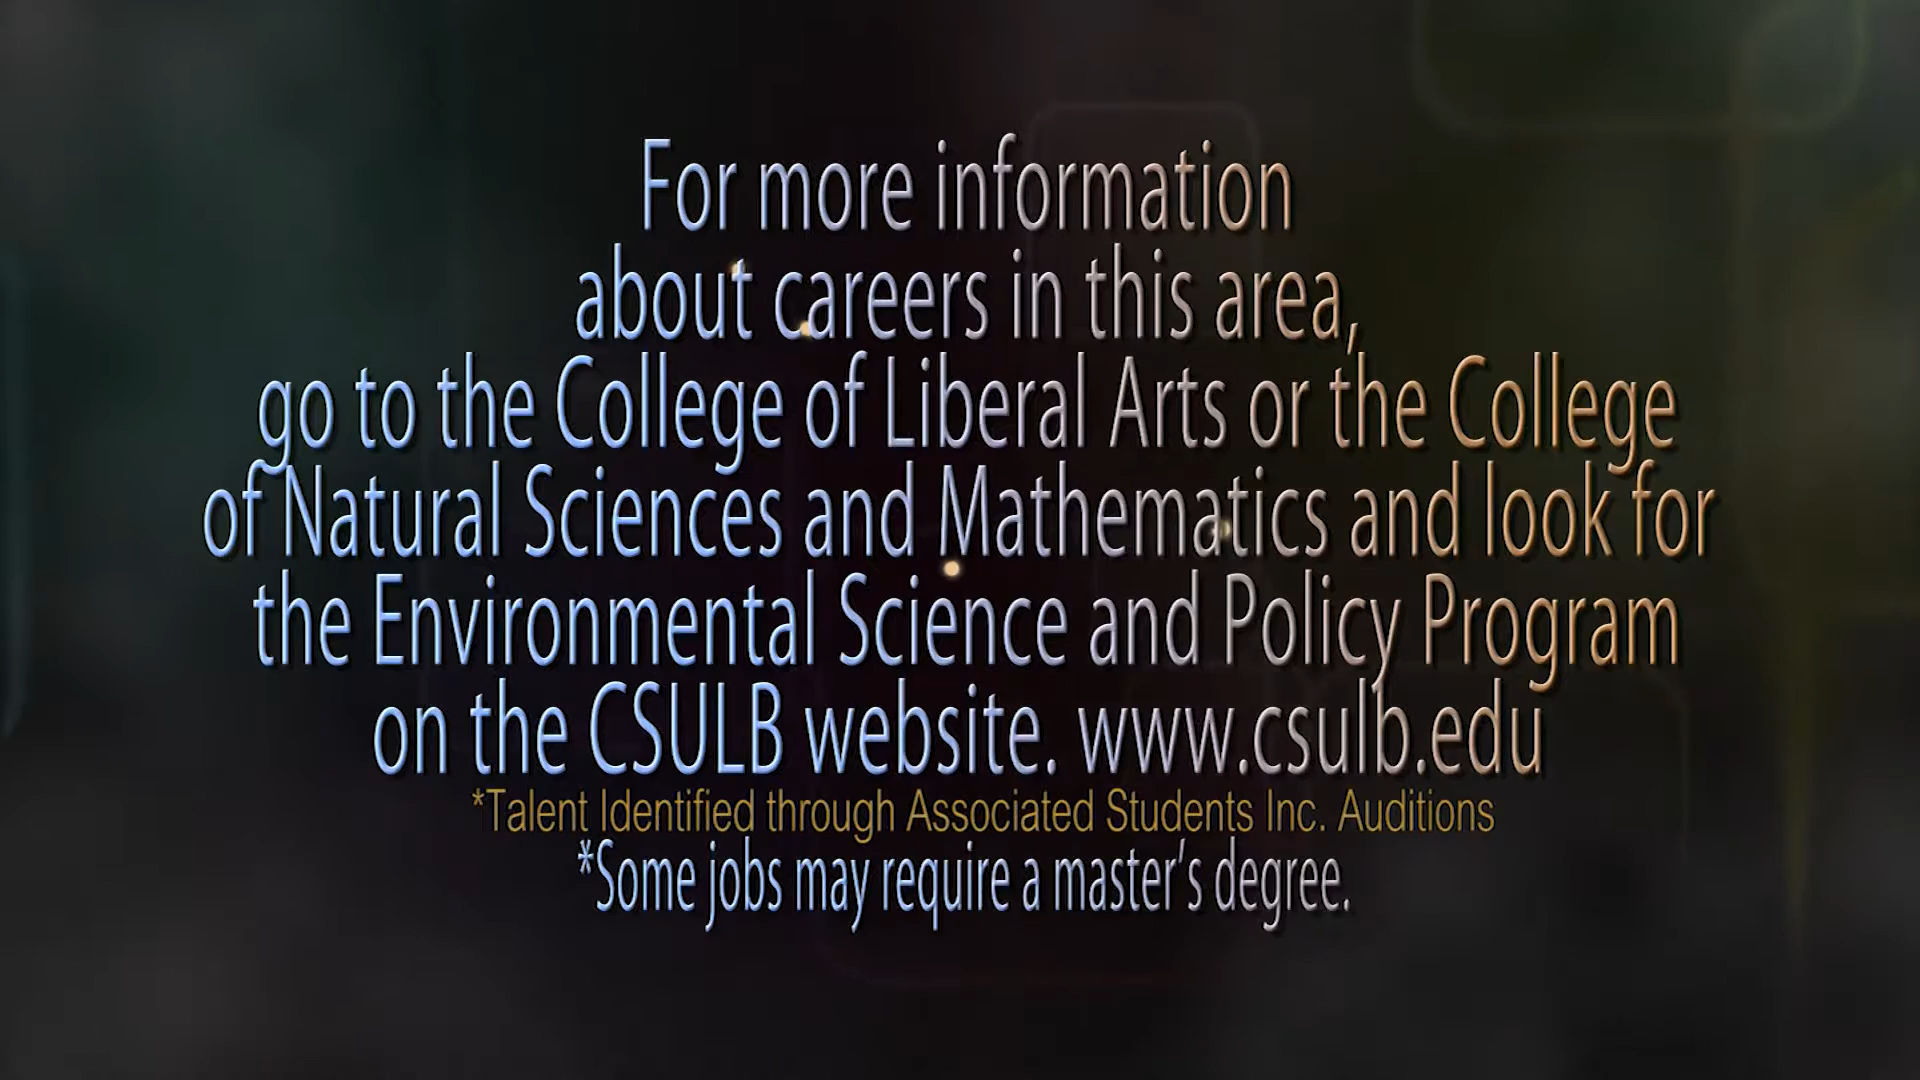 For more information
about careers in this area,
go to the College of Liberal Arts or the College
of Natural Sciences and Mathematics and look for
the Environmental Science and Policy Program
on the CSULB website. www.csulb.edu
*Talent Identified through Associated Students Inc. Auditions
*Some jobs may require a master's degree.